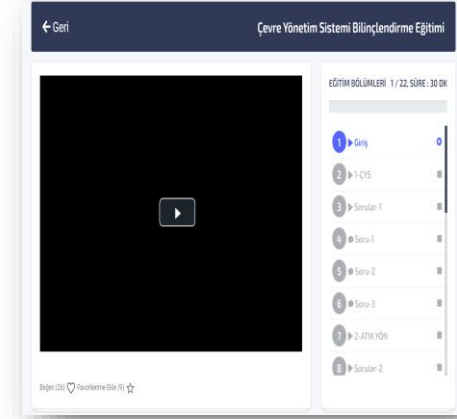 ← Geri
Çevre Yönetim Sistemi Bilinçlendirme Eğitimi
EĞİTİM BÖLÜMLERİ 1 / 22, SÜRE : 30 DK
1 Giriş
2 1-ÇYS
3 Sorular-1
4 Soru-1
5 Soru-2
6 Soru-3
7 2-ATIK YÖN
8 Sorular-2
Beğen (26) Favorilerime Ekle (9)